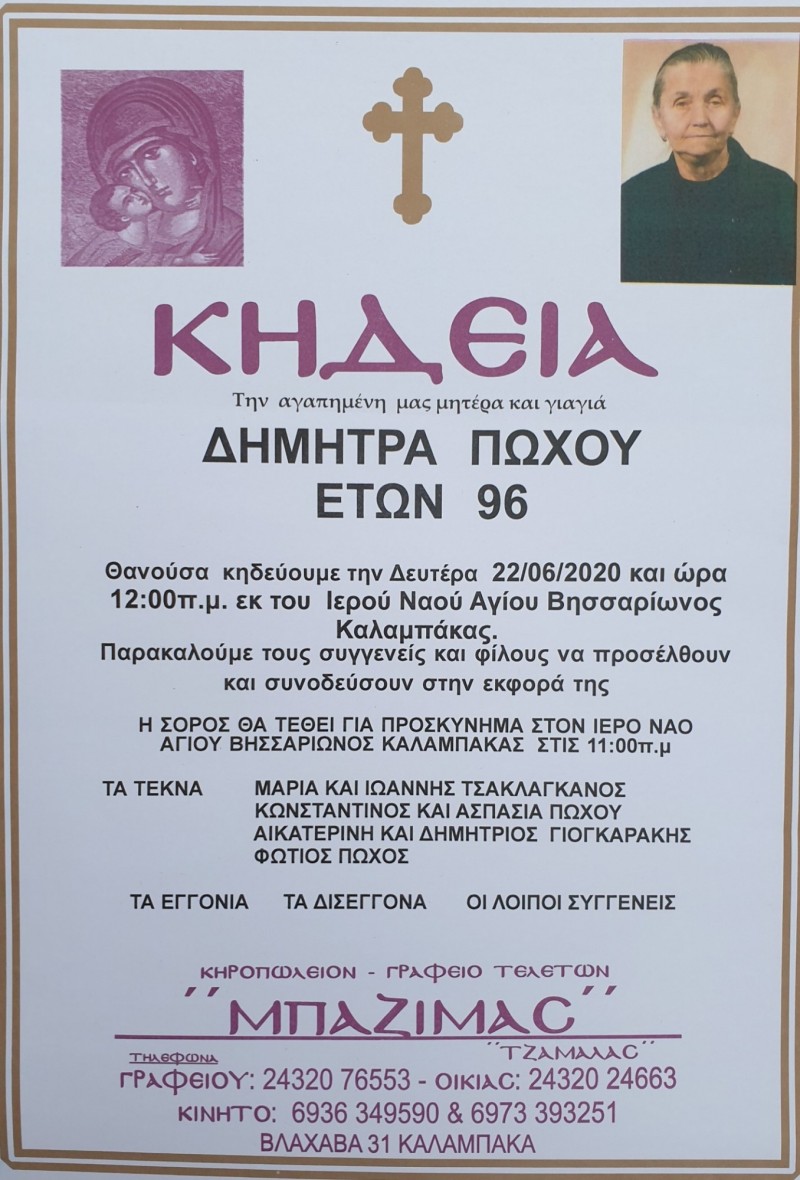 ΚΗΔΕΙΑ
Την αγαπημένη μας μητέρα και γιαγιά
ΔΗΜΗΤΡΑ ΠΩΧΟΥ
ΕΤΩΝ 96
Θανούσα κηδεύουμε την Δευτέρα 22/06/2020 και ώρα
12:00π.μ. εκ του Ιερού Ναού Αγίου Βησσαρίωνος
Καλαμπάκας.
Παρακαλούμε τους συγγενείς και φίλους να προσέλθουν
και συνοδεύσουν στην εκφορά της
Η ΣΟΡΟΣ ΘΑ ΤΕΘΕΙ ΓΙΑ ΠΡΟΣΚΥΝΗΜΑ ΣΤΟΝ ΙΕΡΟ ΝΑΟ
ΑΓΙΟΥ ΒΗΣΣΑΡΙΩΝΟΣ ΚΑΛΑΜΠΑΚΑΣ ΣΤΙΣ 11:00π.μ
ΤΑ ΤΕΚΝΑ ΜΑΡΙΑ ΚΑΙ ΙΩΑΝΝΗΣ ΤΣΑΚΛΑΓΚΑΝΟΣ
ΚΩΝΣΤΑΝΤΙΝΟΣ ΚΑΙ ΑΣΠΑΣΙΑ ΠΩΧΟΥ
ΑΙΚΑΤΕΡΙΝΗ ΚΑΙ ΔΗΜΗΤΡΙΟΣ ΓΙΟΓΚΑΡΑΚΗΣ
ΦΩΤΙΟΣ ΠΩΧΟΣ
ΤΑ ΕΓΓΟΝΙΑ ΤΑ ΔΙΣΕΓΓΟΝΑ ΟΙ ΛΟΙΠΟΙ ΣΥΓΓΕΝΕΙΣ
ΚΗΡΟΠΩΛΕΙΟΝ - ΓΡΑΦΕΙΟ ΤΕΛΕΤΩΝ
΄΄ΜΠΑΖΙΜΑΣ΄΄
΄΄ΤΖΑΜΑΛΑΣ΄΄
ΤΗΛΕΦΩΝΑ
ΓΡΑΦΕΙΟΥ: 24320 76553 - ΟΙΚΙΑΣ: 24320 24663
ΚΙΝΗΤΟ: 6936 349590 & 6973 393251
ΒΛΑΧΑΒΑ 31 ΚΑΛΑΜΠΑΚΑ